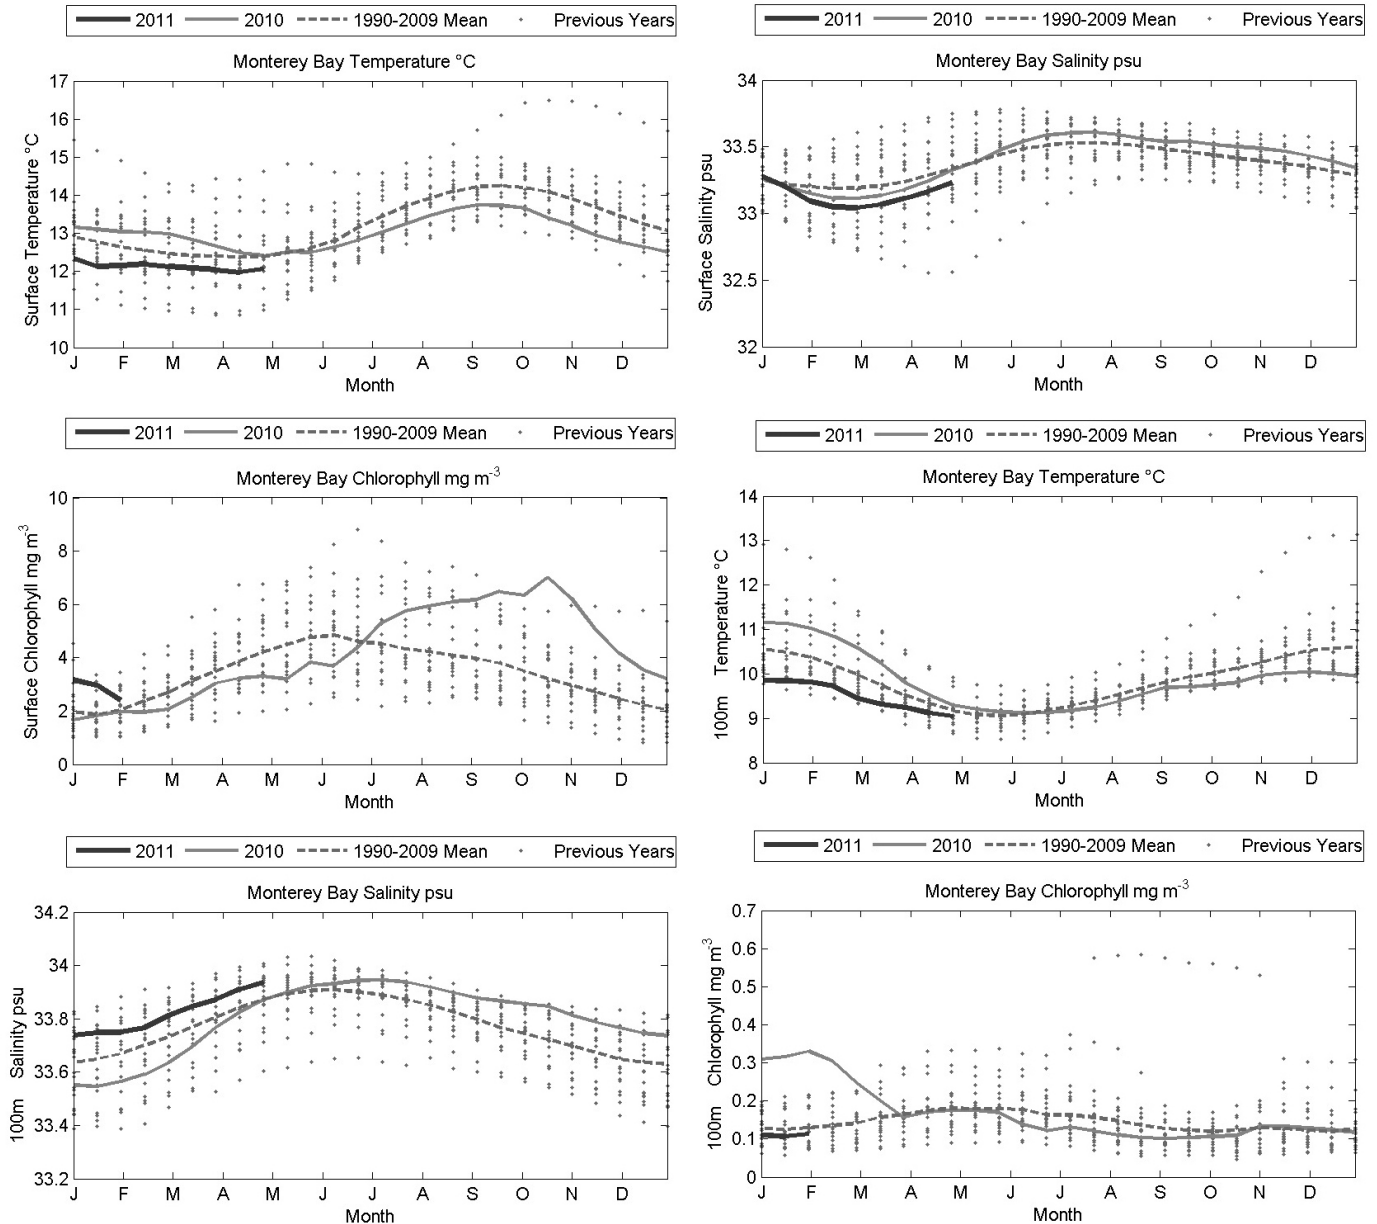 2011 2010 1990-2009 Mean Previous Years
Monterey Bay Temperature °C
17
16
15
14
13
12
11
10
Surface Temperature °C
J F M A M J J A S O N D
Month
2011 2010 1990-2009 Mean Previous Years
Monterey Bay Salinity psu
34
33.5
33
32.5
32
Surface Salinity psu
J F M A M J J A S O N D
Month
2011 2010 1990-2009 Mean Previous Years
Monterey Bay Chlorophyll mg m-3
10
8
6
4
2
0
Surface Chlorophyll mg m-3
J F M A M J J A S O N D
Month
2011 2010 1990-2009 Mean Previous Years
Monterey Bay Temperature °C
14
13
12
11
10
9
8
100m Temperature °C
J F M A M J J A S O N D
Month
2011 2010 1990-2009 Mean Previous Years
Monterey Bay Salinity psu
34.2
34
33.8
33.6
33.4
33.2
100m Salinity psu
J F M A M J J A S O N D
Month
2011 2010 1990-2009 Mean Previous Years
Monterey Bay Chlorophyll mg m-3
0.7
0.6
0.5
0.4
0.3
0.2
0.1
0
100m Chlorophyll mg m-3
J F M A M J J A S O N D
Month